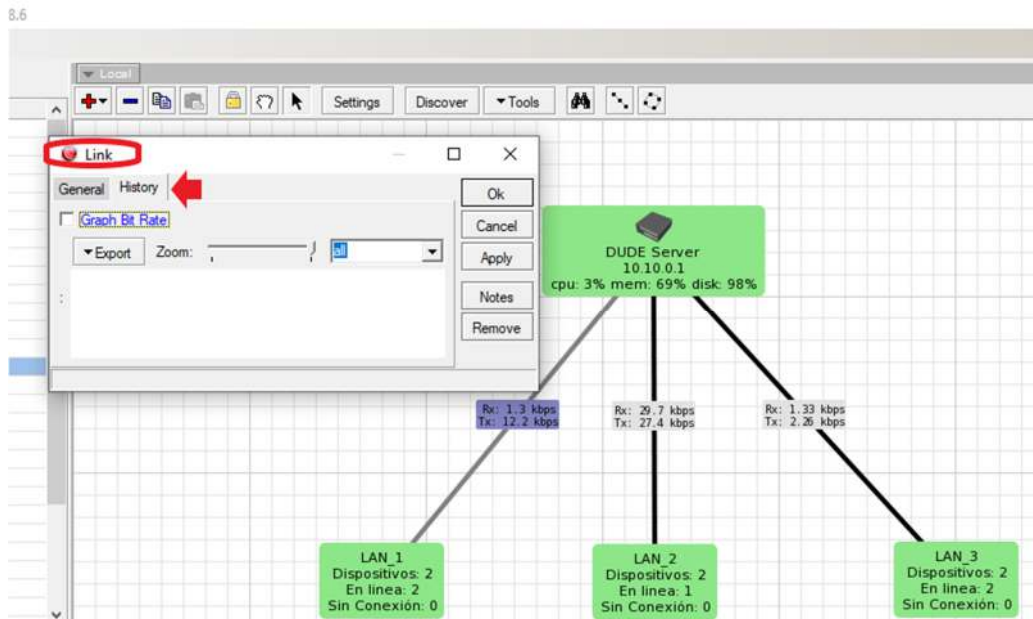 8.6
Local
Settings Discover Tools
Link
General History
Ok
Graph Bit Rate
Cancel
Export Zoom: all
Apply
:
Notes
Remove
DUDE Server
10.10.0.1
cpu: 3% mem: 69% disk: 98%
Rx: 1.3 kbps
Tx: 12.2 kbps
Rx: 29.7 kbps
Tx: 27.4 kbps
Rx: 1.33 kbps
Tx: 2.26 kbps
LAN_1
Dispositivos: 2
En linea: 2
Sin Conexión: 0
LAN_2
Dispositivos: 2
En linea: 1
Sin Conexión: 0
LAN_3
Dispositivos: 2
En linea: 2
Sin Conexión: 0